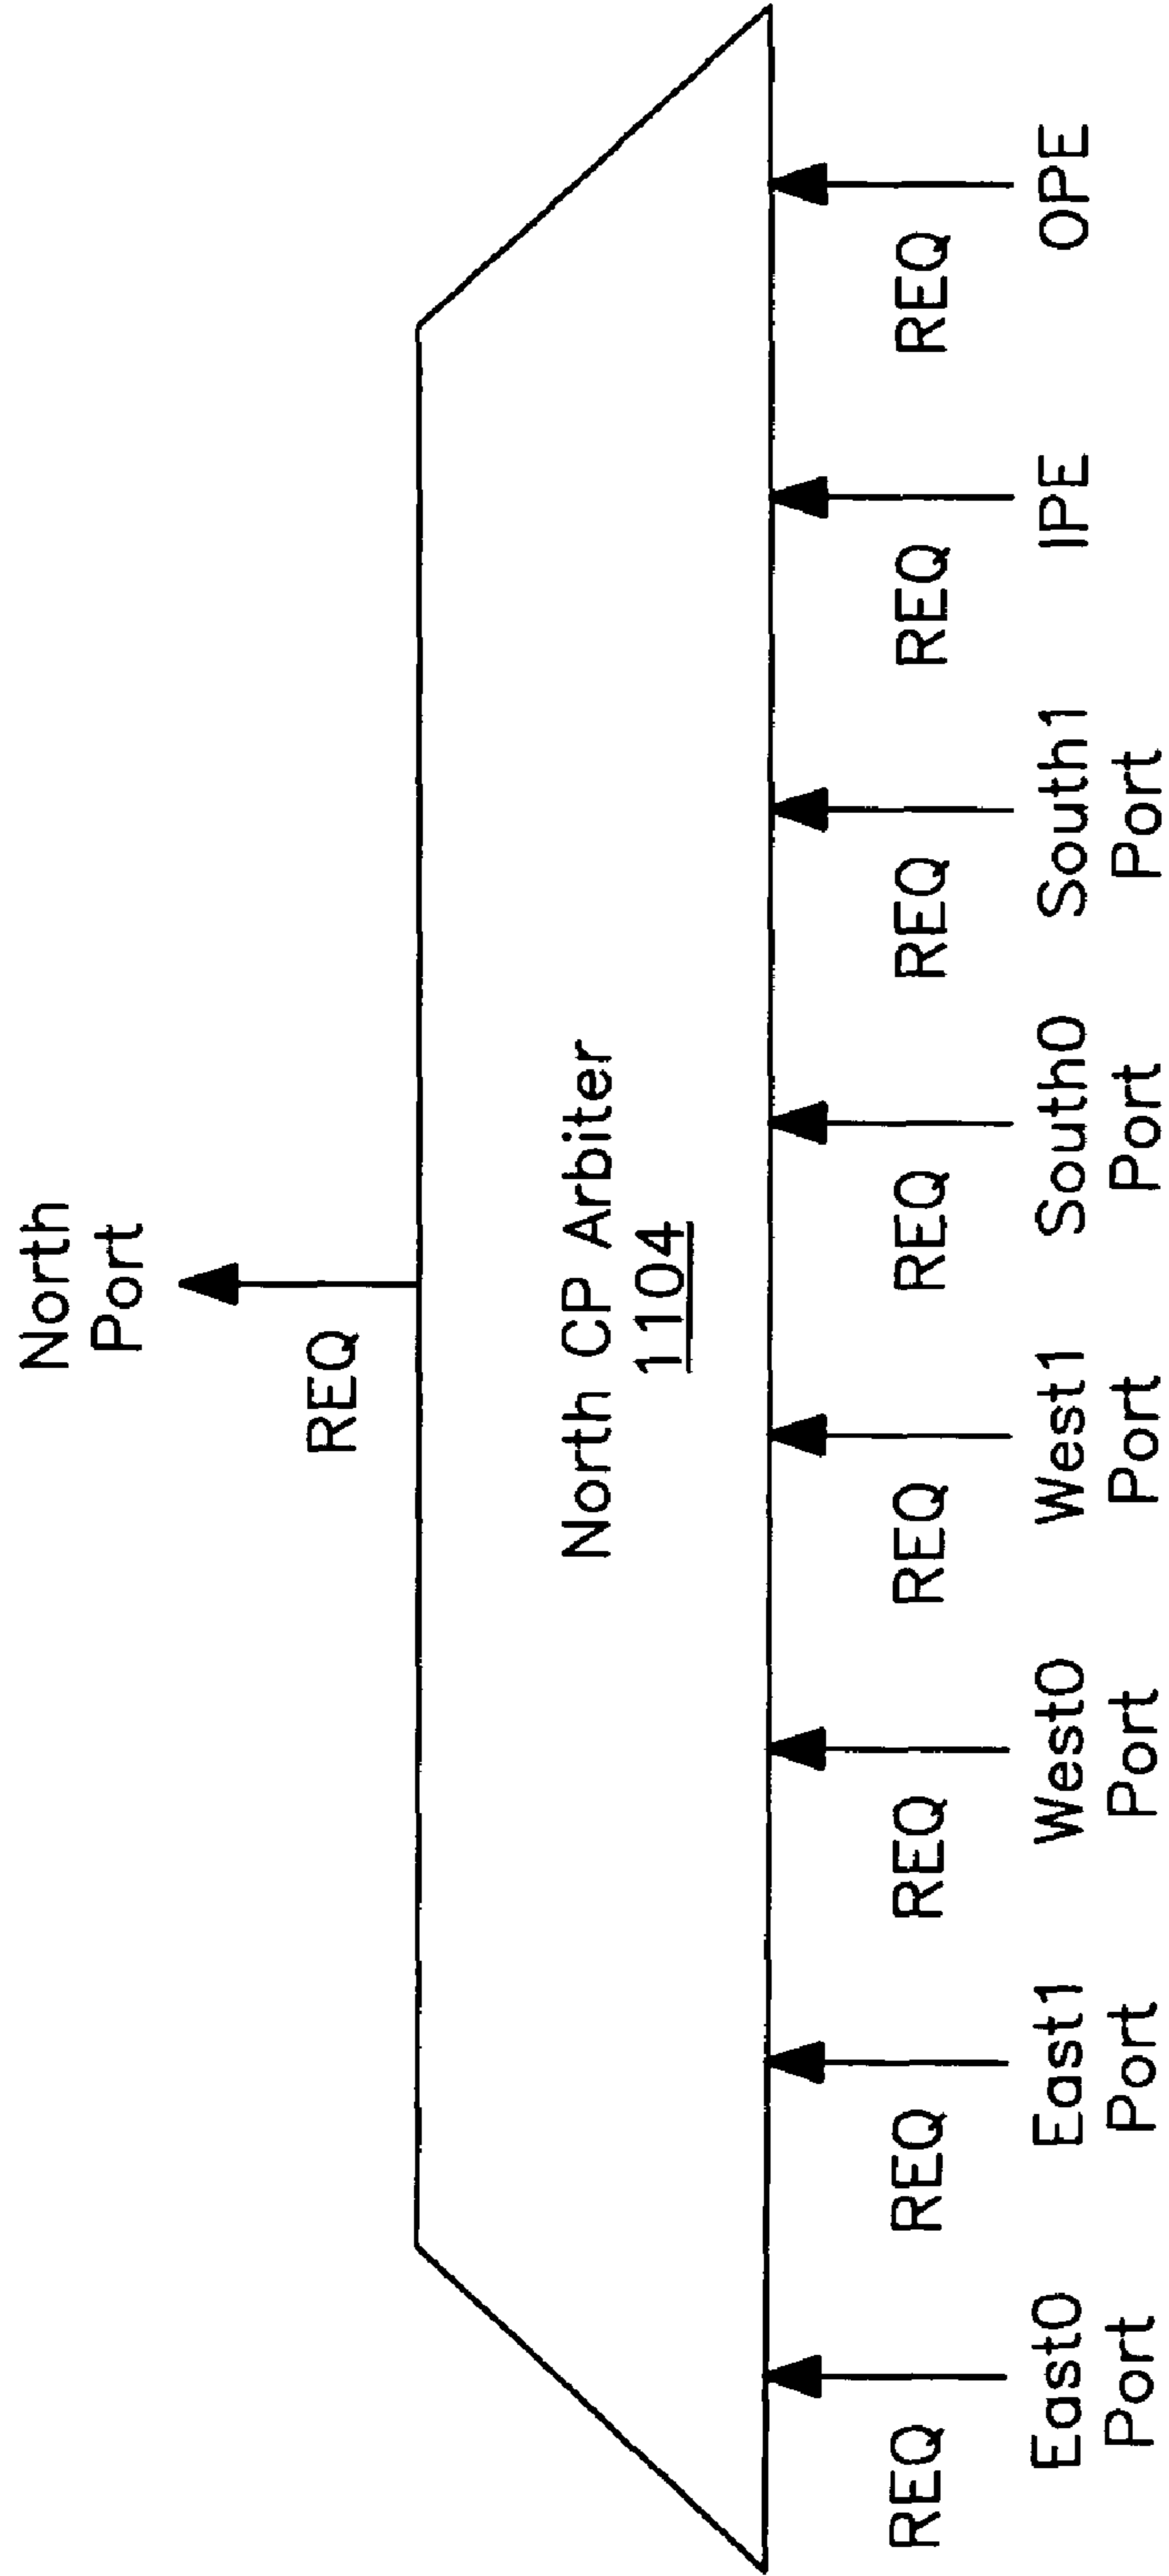 North
Port
REQ
North CP Arbiter
1104
REQ
REQ
REQ
REQ
REQ
REQ
REQ
REQ
East0
Port
East1
Port
West0
Port
West1
Port
South0
Port
South1
Port
IPE
OPE